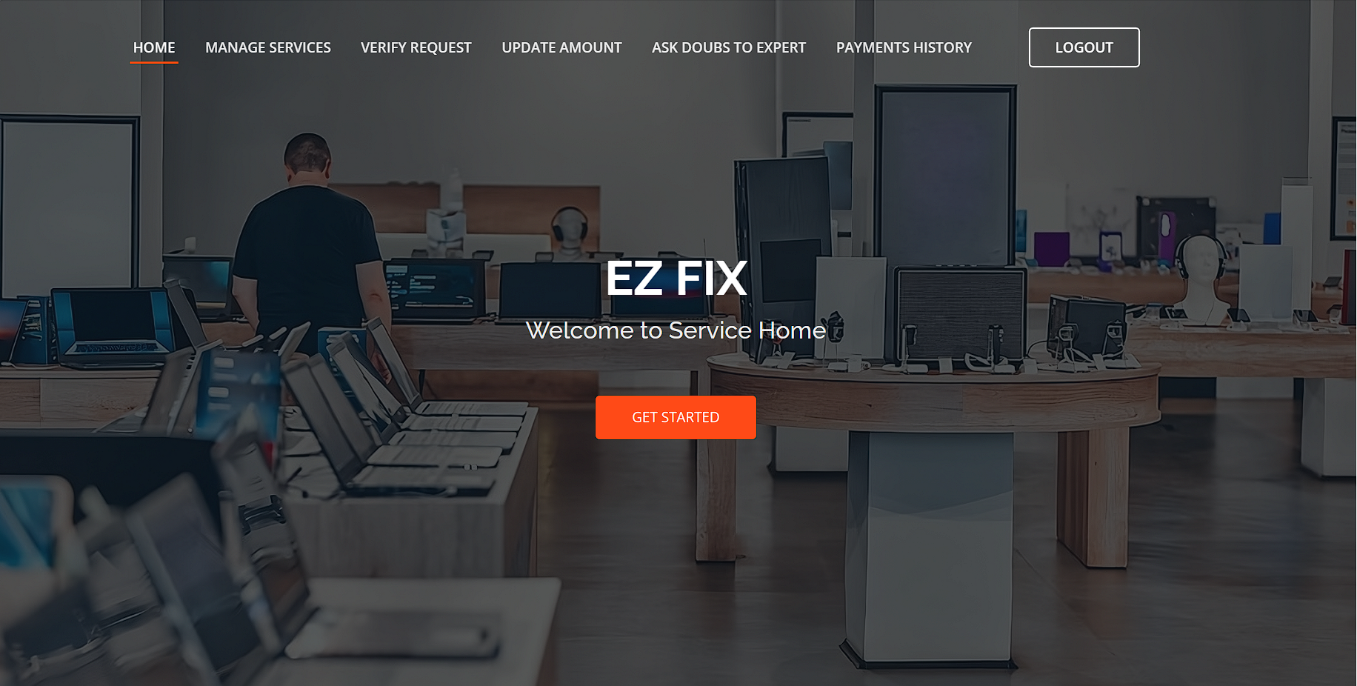 HOME MANAGE SERVICES VERIFY REQUEST UPDATE AMOUNT ASK DOUBS TO EXPERT PAYMENTS HISTORY LOGOUT
EZ FIX
Welcome to Service Home
GET STARTED